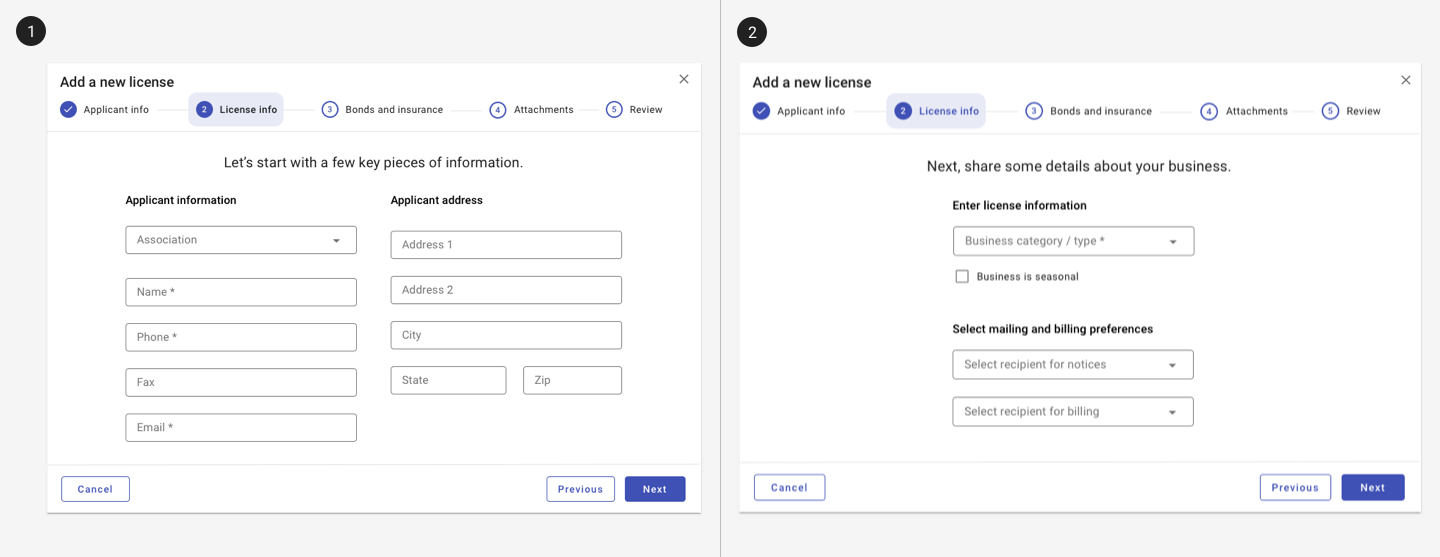 1
Add a new license
Applicant info 2 License info 3 Bonds and insurance 4 Attachments 5 Review
Let's start with a few key pieces of information.
Applicant information
Association
Name *
Phone *
Fax
Email *
Applicant address
Address 1
Address 2
City
State Zip
Cancel Previous Next
2
Add a new license
Applicant info 2 License info 3 Bonds and insurance 4 Attachments 5 Review
Next, share some details about your business.
Enter license information
Business category / type *
Business is seasonal
Select mailing and billing preferences
Select recipient for notices
Select recipient for billing
Cancel Previous Next